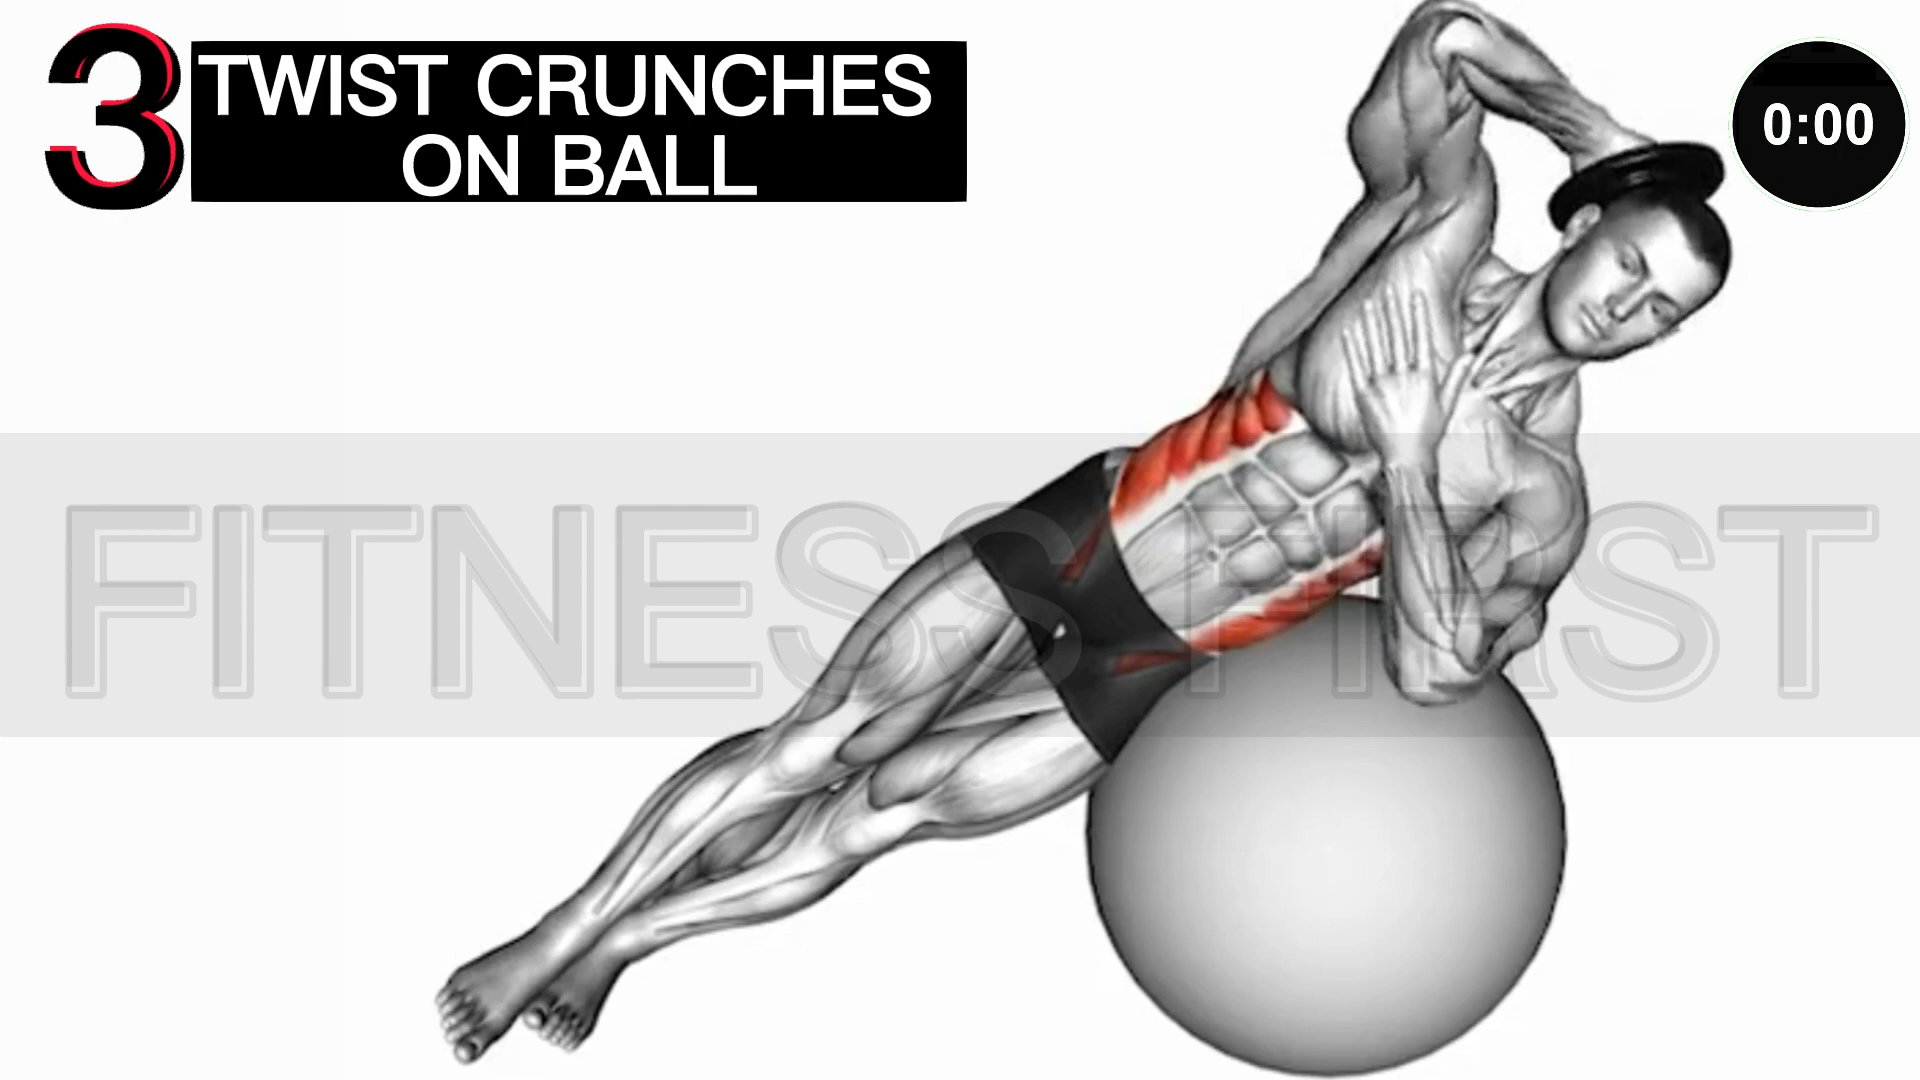 3
TWIST CRUNCHES
ON BALL
0:00
FITNESS FIRST